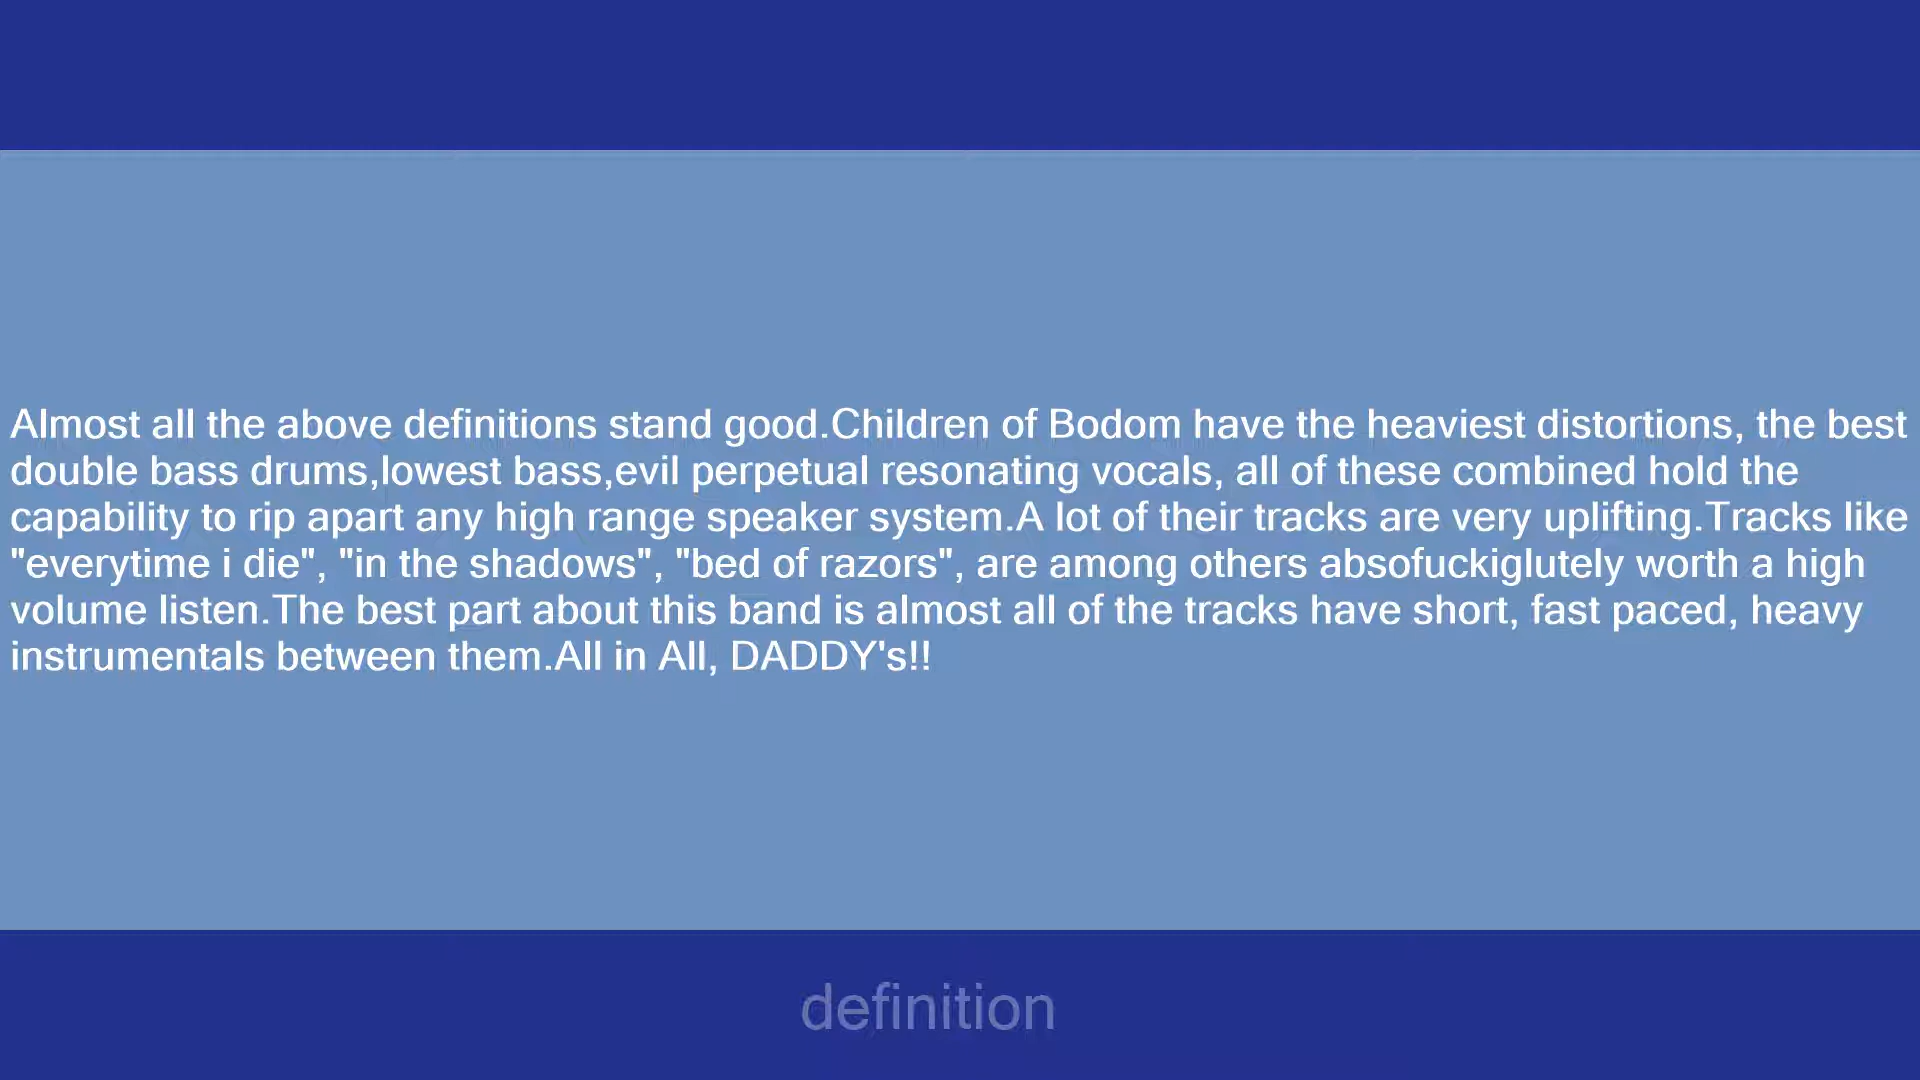 Almost all the above definitions stand good.Children of Bodom have the heaviest distortions, the best
double bass drums,lowest bass,evil perpetual resonating vocals, all of these combined hold the
capability to rip apart any high range speaker system.A lot of their tracks are very uplifting.Tracks like
"everytime i die", "in the shadows", "bed of razors", are among others absofuckiglutely worth a high
volume listen.The best part about this band is almost all of the tracks have short, fast paced, heavy
instrumentals between them.All in All, DADDY's!!
definition